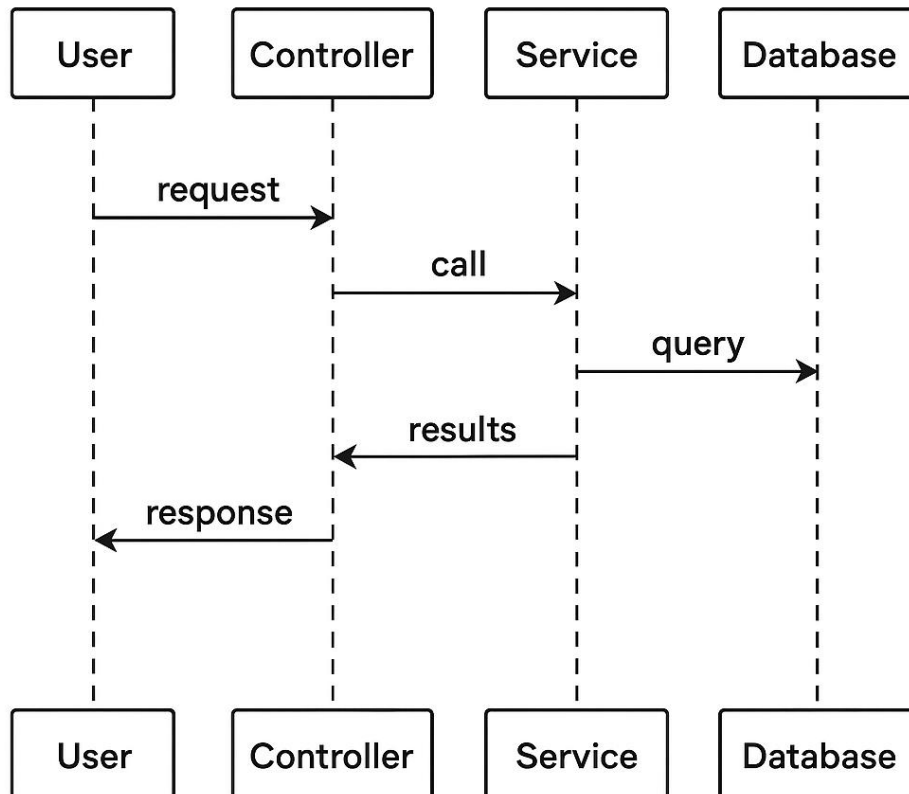 User Controller Service Database
request
call
query
results
response
User Controller Service Database